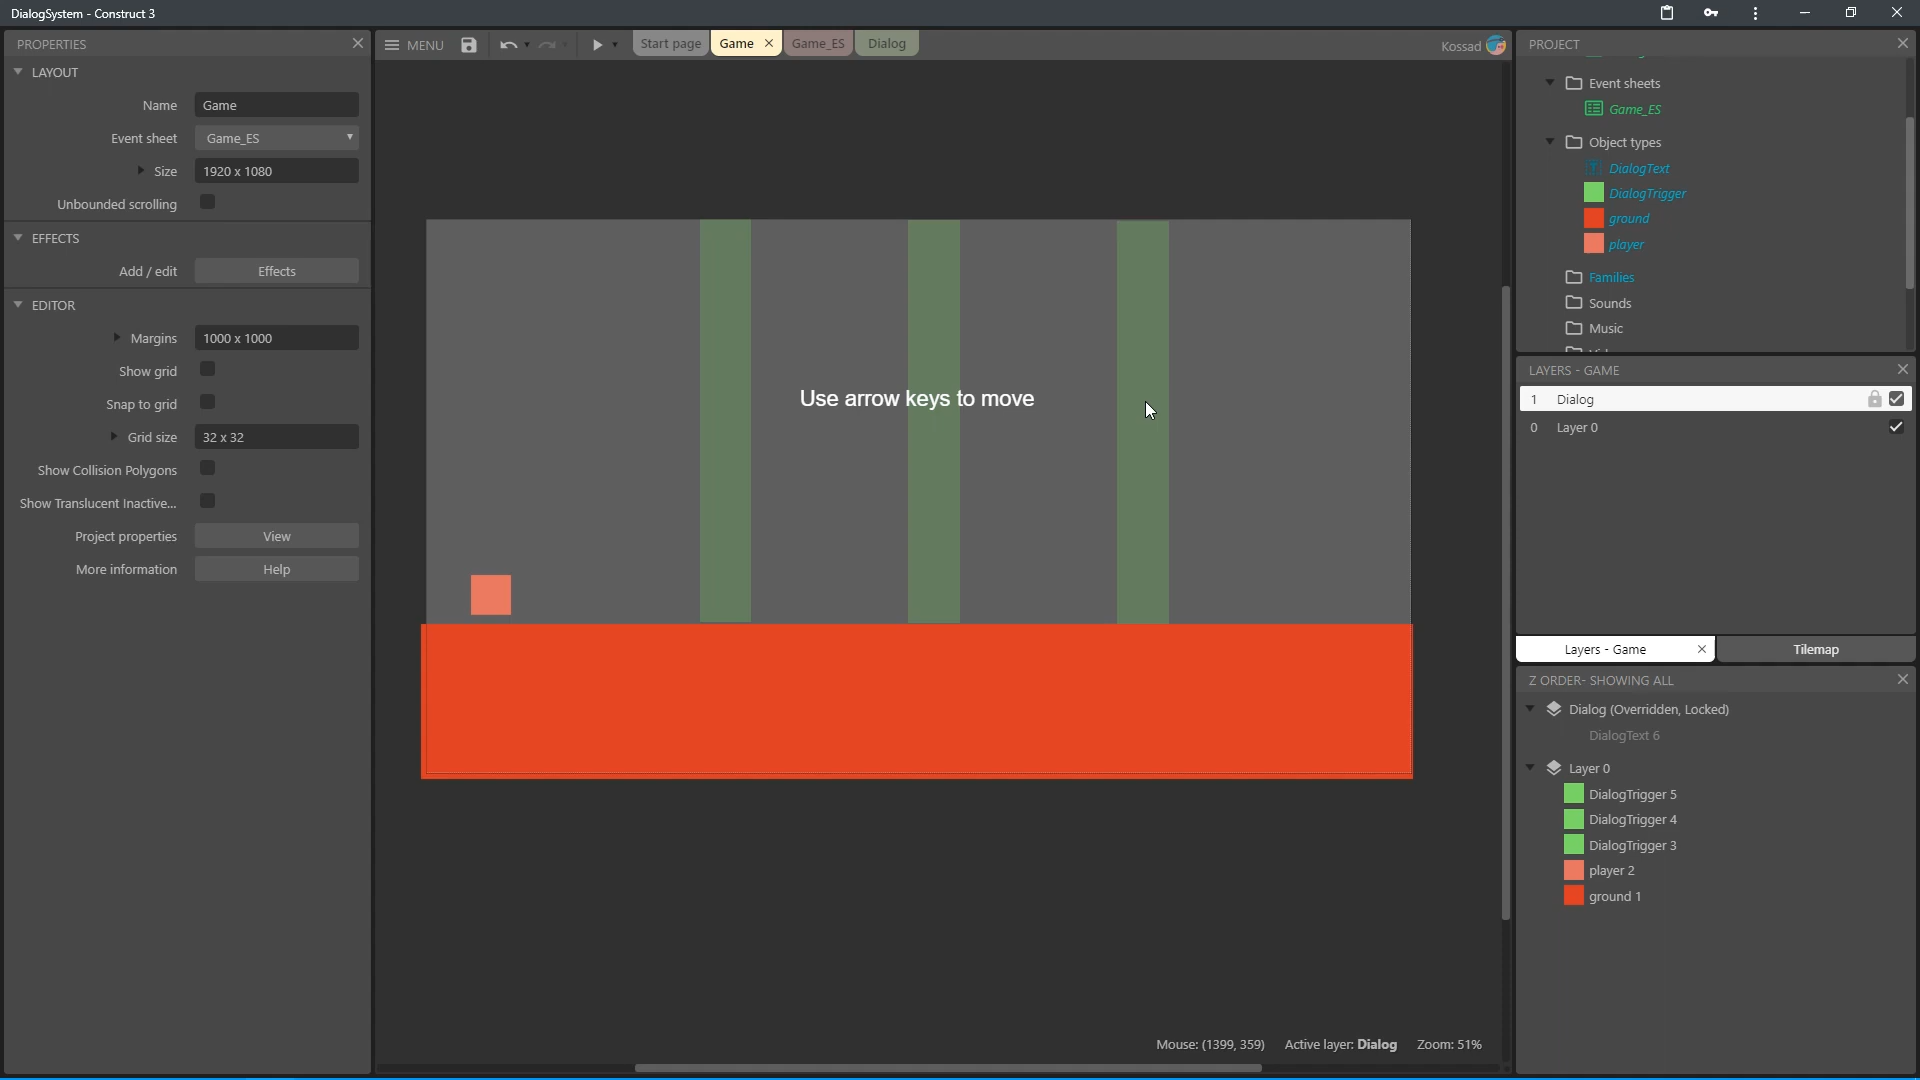 DialogSystem - Construct 3
PROPERTIES
LAYOUT
Name Game
Event sheet Game_ES
Size 1920 x 1080
Unbounded scrolling
EFFECTS
Add / edit Effects
EDITOR
Margins 1000 x 1000
Show grid
Snap to grid
Grid size 32 x 32
Show Collision Polygons
Show Translucent Inactive...
Project properties View
More information Help
MENU
Start page Game Game_ES Dialog
Kossad
Use arrow keys to move
Mouse: (1399, 359) Active layer: Dialog Zoom: 51%
PROJECT
Event sheets
Game_ES
Object types
DialogText
DialogTrigger
ground
player
Families
Sounds
Music
LAYERS - GAME
1 Dialog
0 Layer 0
Layers - Game Tilemap
Z ORDER- SHOWING ALL
Dialog (Overridden, Locked)
DialogText 6
Layer 0
DialogTrigger 5
DialogTrigger 4
DialogTrigger 3
player 2
ground 1